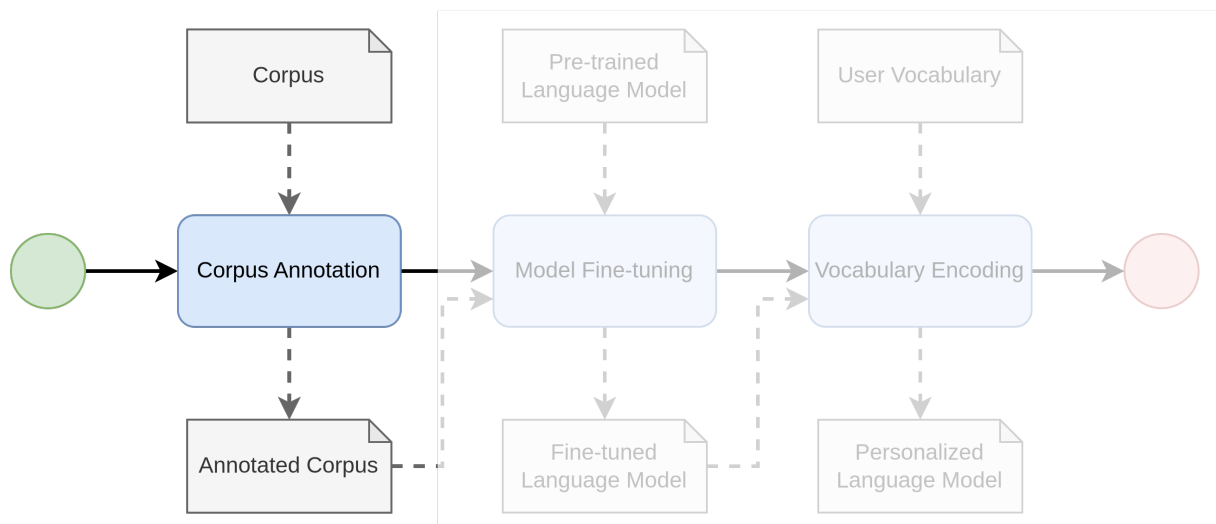 Corpus
Pre-trained
Language Model
User Vocabulary
Corpus Annotation
Model Fine-tuning
Vocabulary Encoding
Annotated Corpus
Fine-tuned
Language Model
Personalized
Language Model